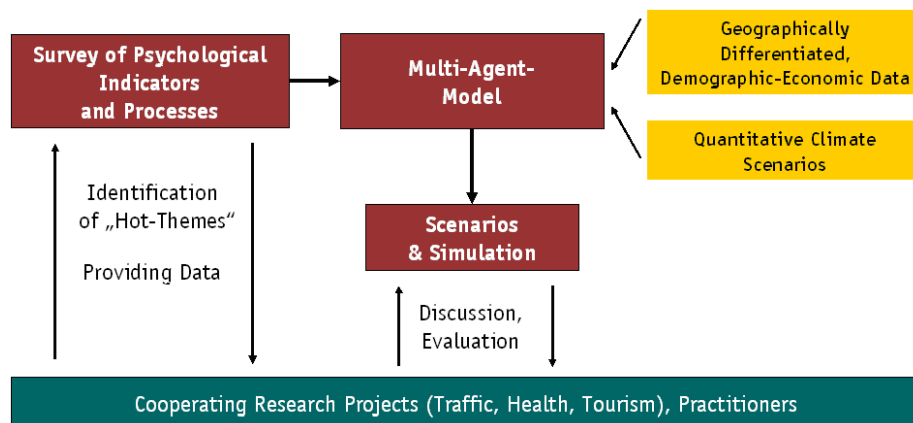 Survey of Psychological
Indicators
and Processes
Multi-Agent-
Model
Geographically
Differentiated,
Demographic-Economic Data
Quantitative Climate
Scenarios
Identification
of „Hot-Themes“
Providing Data
Scenarios
& Simulation
Discussion,
Evaluation
Cooperating Research Projects (Traffic, Health, Tourism), Practitioners